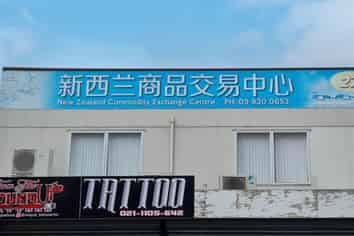 新西兰商品交易中心
New Zealand Commodity Exchange Centre PH: 09 930 0653
TATTOO
021-1105-642